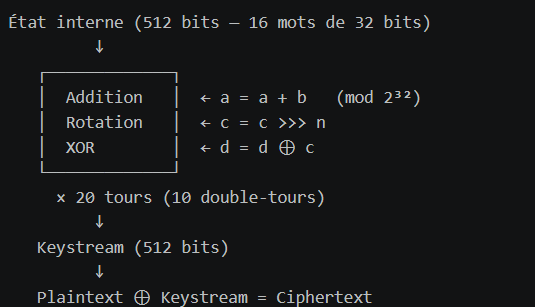 État interne (512 bits — 16 mots de 32 bits)
↓
Addition ← a = a + b (mod 2³²)
Rotation ← c = c >>> n
XOR ← d = d ⊕ c
× 20 tours (10 double-tours)
↓
Keystream (512 bits)
↓
Plaintext ⊕ Keystream = Ciphertext